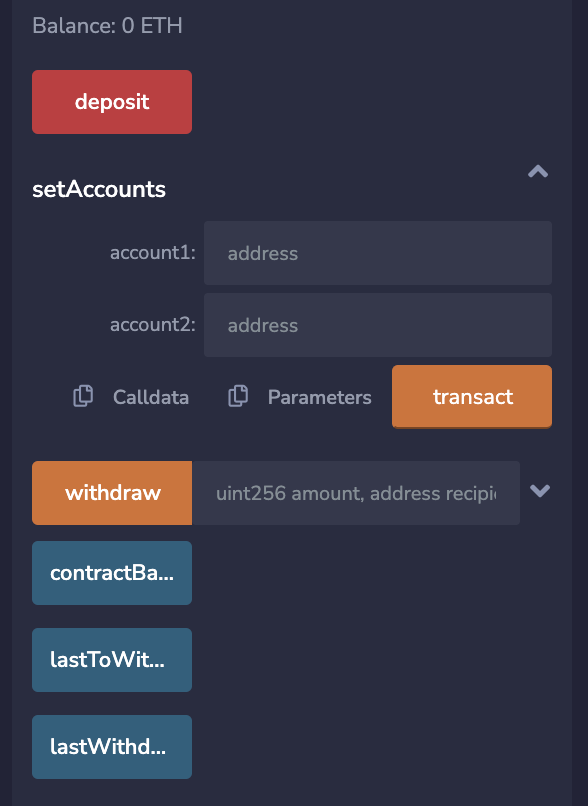 Balance: 0 ETH
deposit
setAccounts
account1: address
account2: address
Calldata Parameters transact
withdraw uint256 amount, address recipi
contractBa...
lastToWit...
lastWithd...